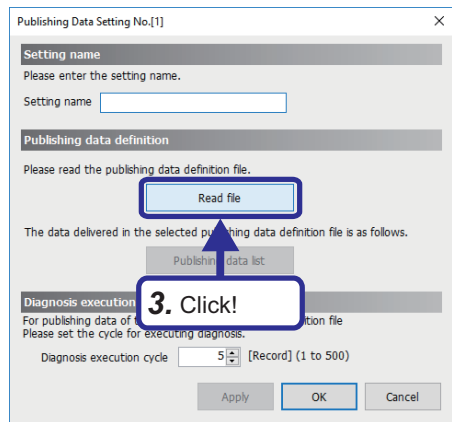 Publishing Data Setting No.[1]
Setting name
Please enter the setting name.
Setting name
Publishing data definition
Please read the publishing data definition file.
Read file
The data delivered in the selected publishing data definition file is as follows.
Publishing data list
3. Click!
Diagnosis execution
For publishing data of t ition file
Please set the cycle for executing diagnosis.
Diagnosis execution cycle 5 [Record] (1 to 500)
Apply OK Cancel